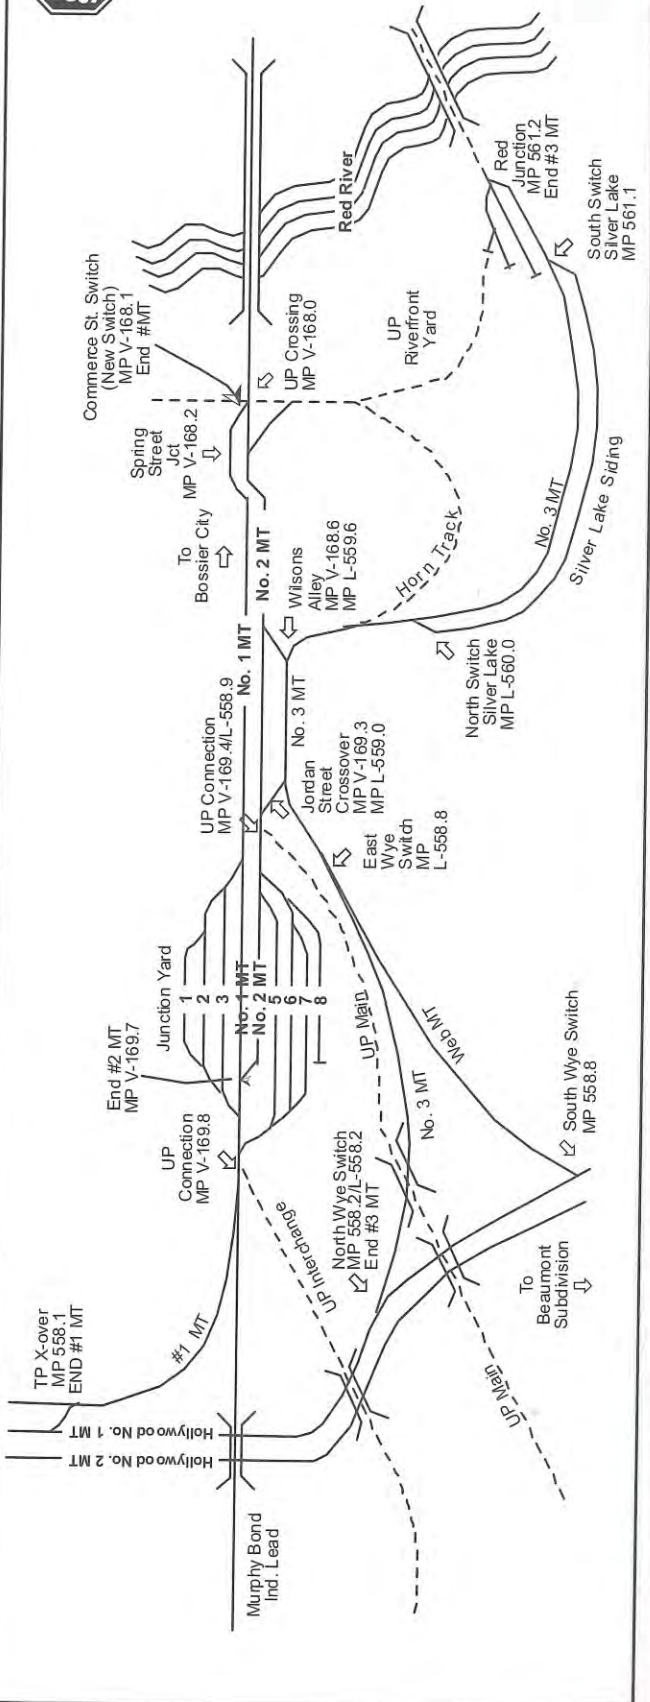 TP X-over
MP 558.1
END #1 MT
Hollywood No. 2 MT
Hollywood No. 1 MT
#1 MT
Murphy Bond
Ind. Lead
UP
Connection
MP V-169.8
UP Interchange
End #2 MT
MP V-169.7
Junction Yard
1
2
3
No. 1 MT
No. 2 MT
5
6
7
8
North Wye Switch
MP 558.2/L-558.2
End #3 MT
UP Main
No. 3 MT
Web MT
UP Main
To
Beaumont
Subdivision
South Wye Switch
MP 558.8
UP Connection
MP V-169.4/L-558.9
East
Wye
Switch
MP
L-558.8
Jordan
Street
Crossover
MP V-169.3
MP L-559.0
No. 1 MT
No. 2 MT
No. 3 MT
To
Bossier City
Wilsons
Alley
MP V-168.6
MP L-559.6
Spring
Street
Jct
MP V-168.2
Commerce St. Switch
(New Switch)
MP V-168.1
End #MT
UP Crossing
MP V-168.0
Red River
Horn Track
UP
Riverfront
Yard
North Switch
Silver Lake
MP L-560.0
No. 3 MT
Silver Lake Siding
Red
Junction
MP 561.2
End #3 MT
South Switch
Silver Lake
MP 561.1